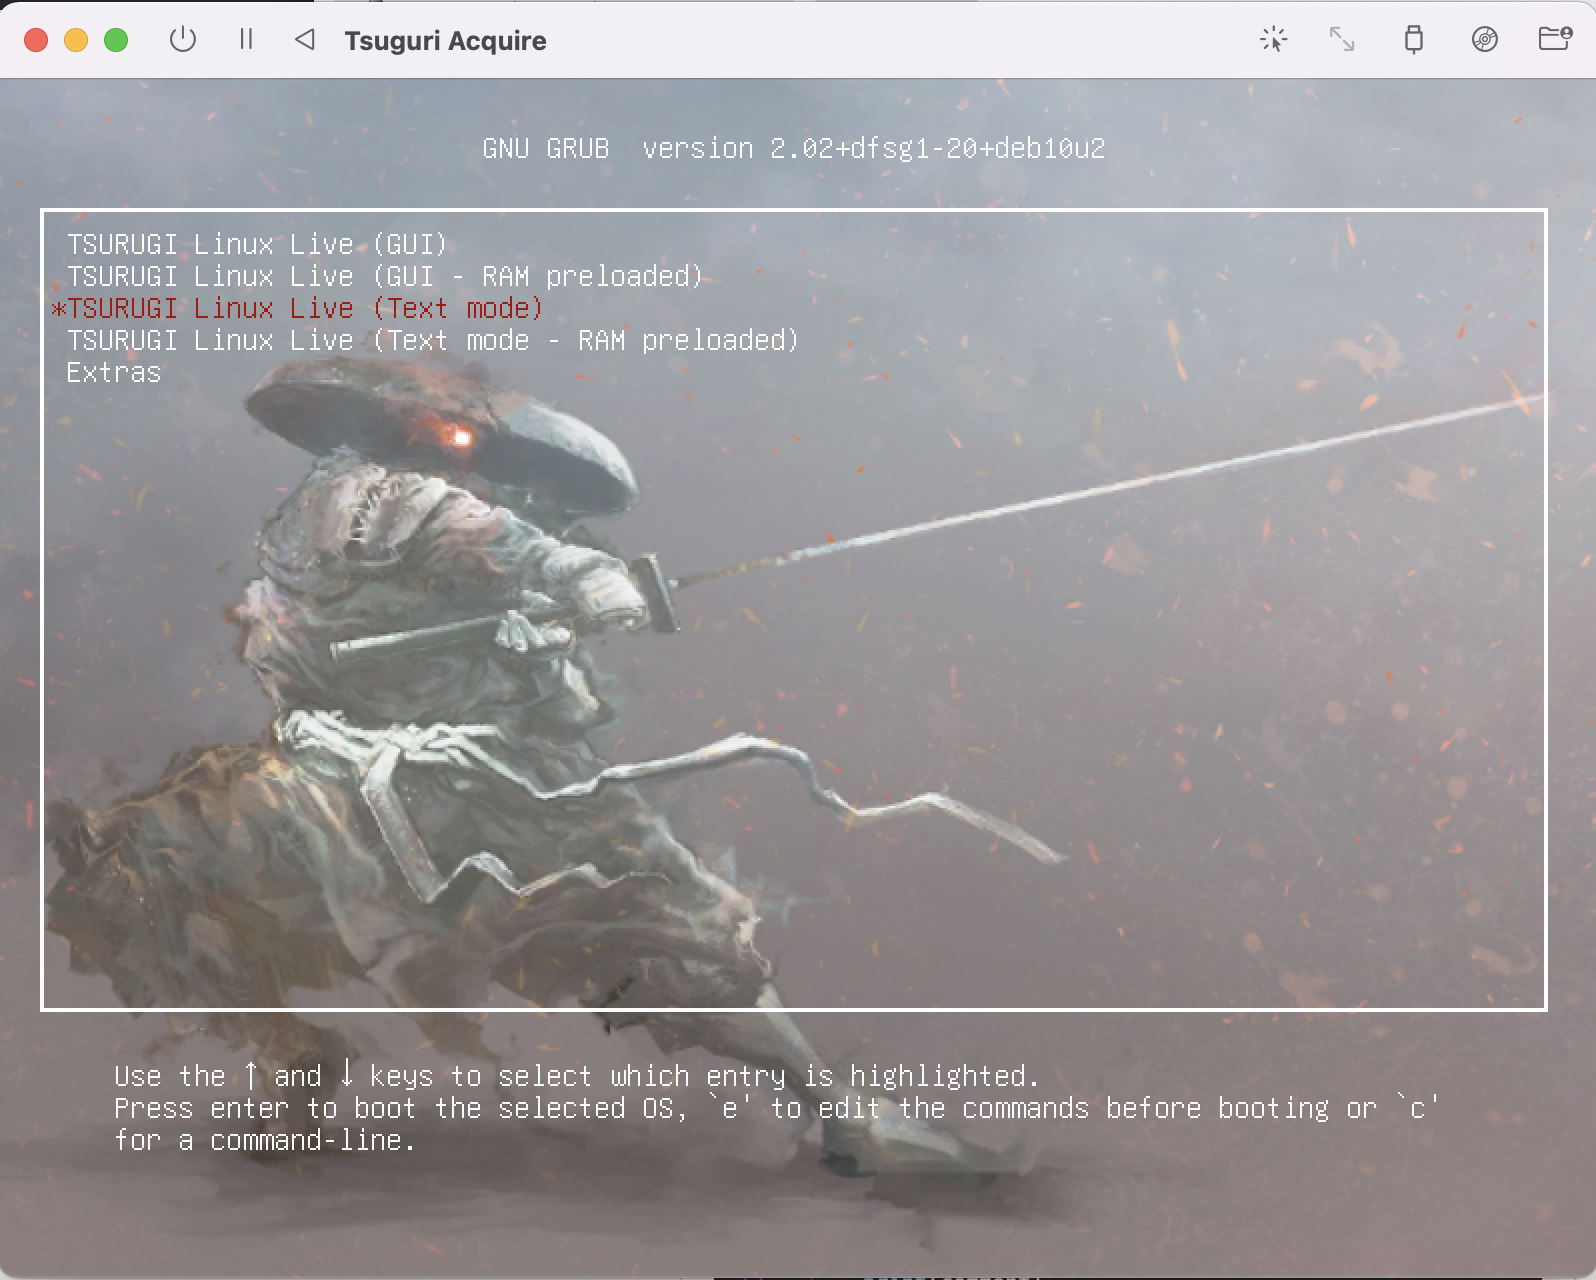 Tsuguri Acquire
GNU GRUB  version 2.02+dfsg1-20+deb10u2
TSURUGI Linux Live (GUI)
TSURUGI Linux Live (GUI - RAM preloaded)
*TSURUGI Linux Live (Text mode)
TSURUGI Linux Live (Text mode - RAM preloaded)
Extras
Use the ↑ and ↓ keys to select which entry is highlighted.
Press enter to boot the selected OS, `e' to edit the commands before booting or `c'
for a command-line.